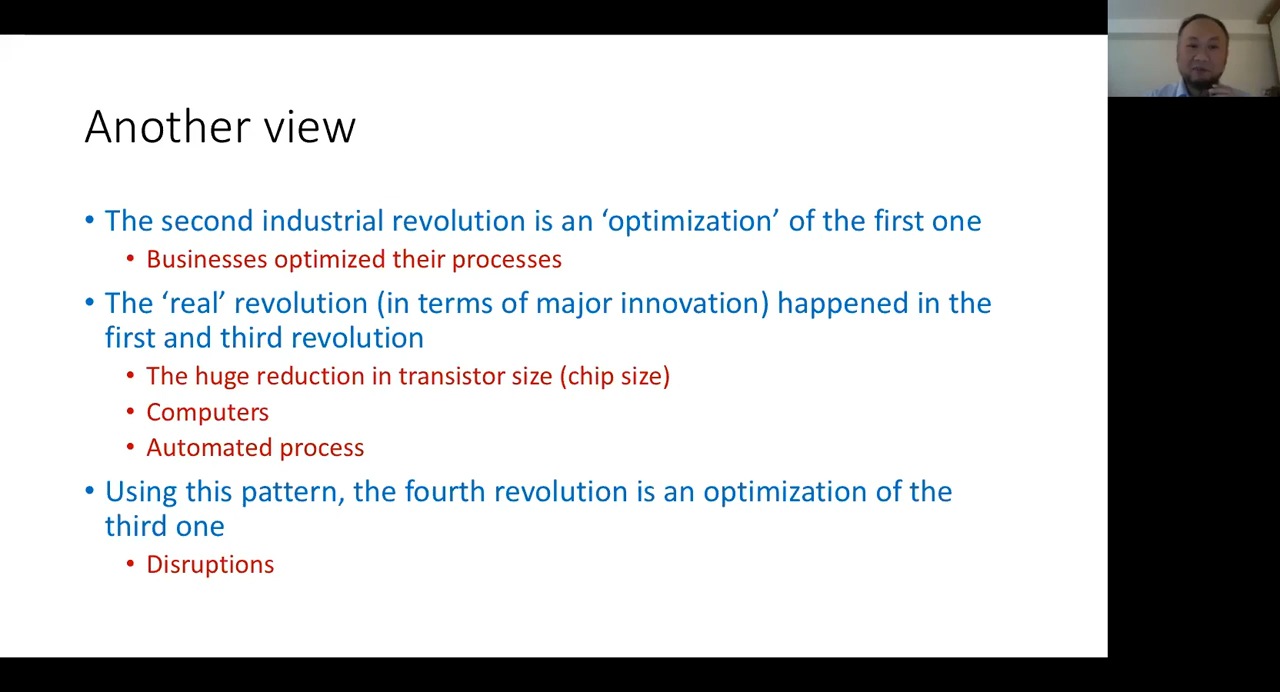 Another view
• The second industrial revolution is an ‘optimization’ of the first one
• Businesses optimized their processes
• The ‘real’ revolution (in terms of major innovation) happened in the
first and third revolution
• The huge reduction in transistor size (chip size)
• Computers
• Automated process
• Using this pattern, the fourth revolution is an optimization of the
third one
• Disruptions